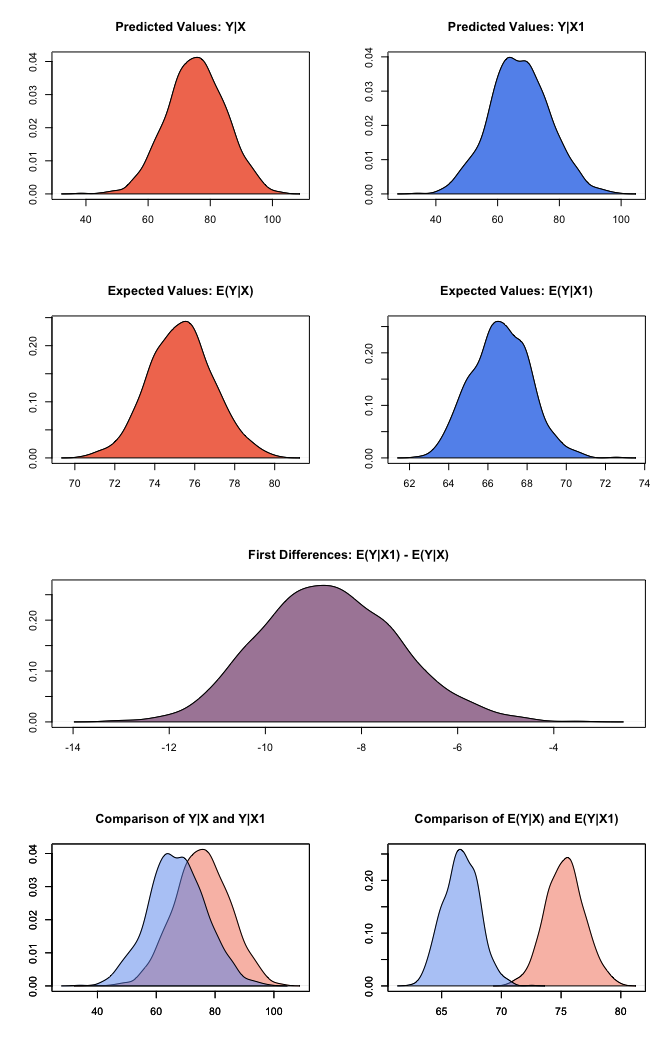 Predicted Values: Y|X
0.00 0.01 0.02 0.03 0.04
40 60 80 100
Predicted Values: Y|X1
0.00 0.01 0.02 0.03 0.04
40 60 80 100
Expected Values: E(Y|X)
0.00 0.10 0.20
70 72 74 76 78 80
Expected Values: E(Y|X1)
0.00 0.10 0.20
62 64 66 68 70 72 74
First Differences: E(Y|X1) - E(Y|X)
0.00 0.10 0.20
-14 -12 -10 -8 -6 -4
Comparison of Y|X and Y|X1
0.00 0.01 0.02 0.03 0.04
40 60 80 100
Comparison of E(Y|X) and E(Y|X1)
0.00 0.10 0.20
65 70 75 80